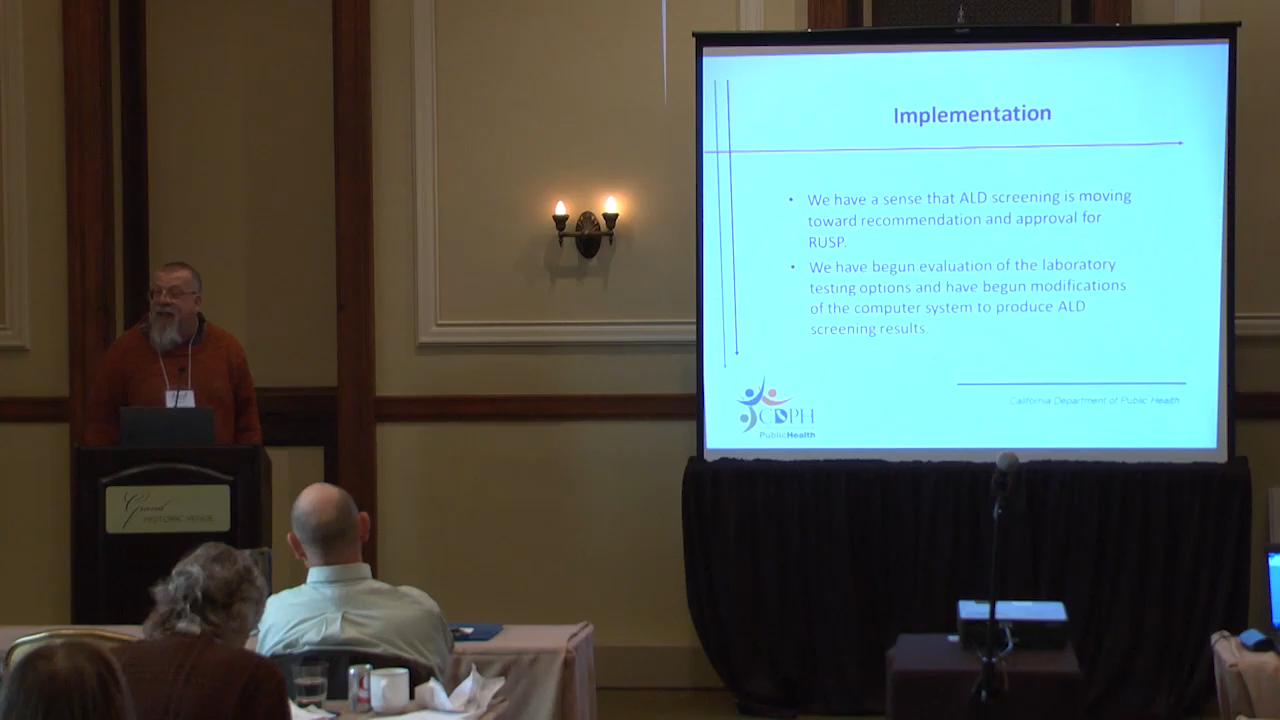 Implementation
• We have a sense that ALD screening is moving
toward recommendation and approval for
RUSP.
• We have begun evaluation of the laboratory
testing options and have begun modifications
of the computer system to produce ALD
screening results.
California Department of Public Health
CDPH
PublicHealth
Grand
HISTORIC VENUE